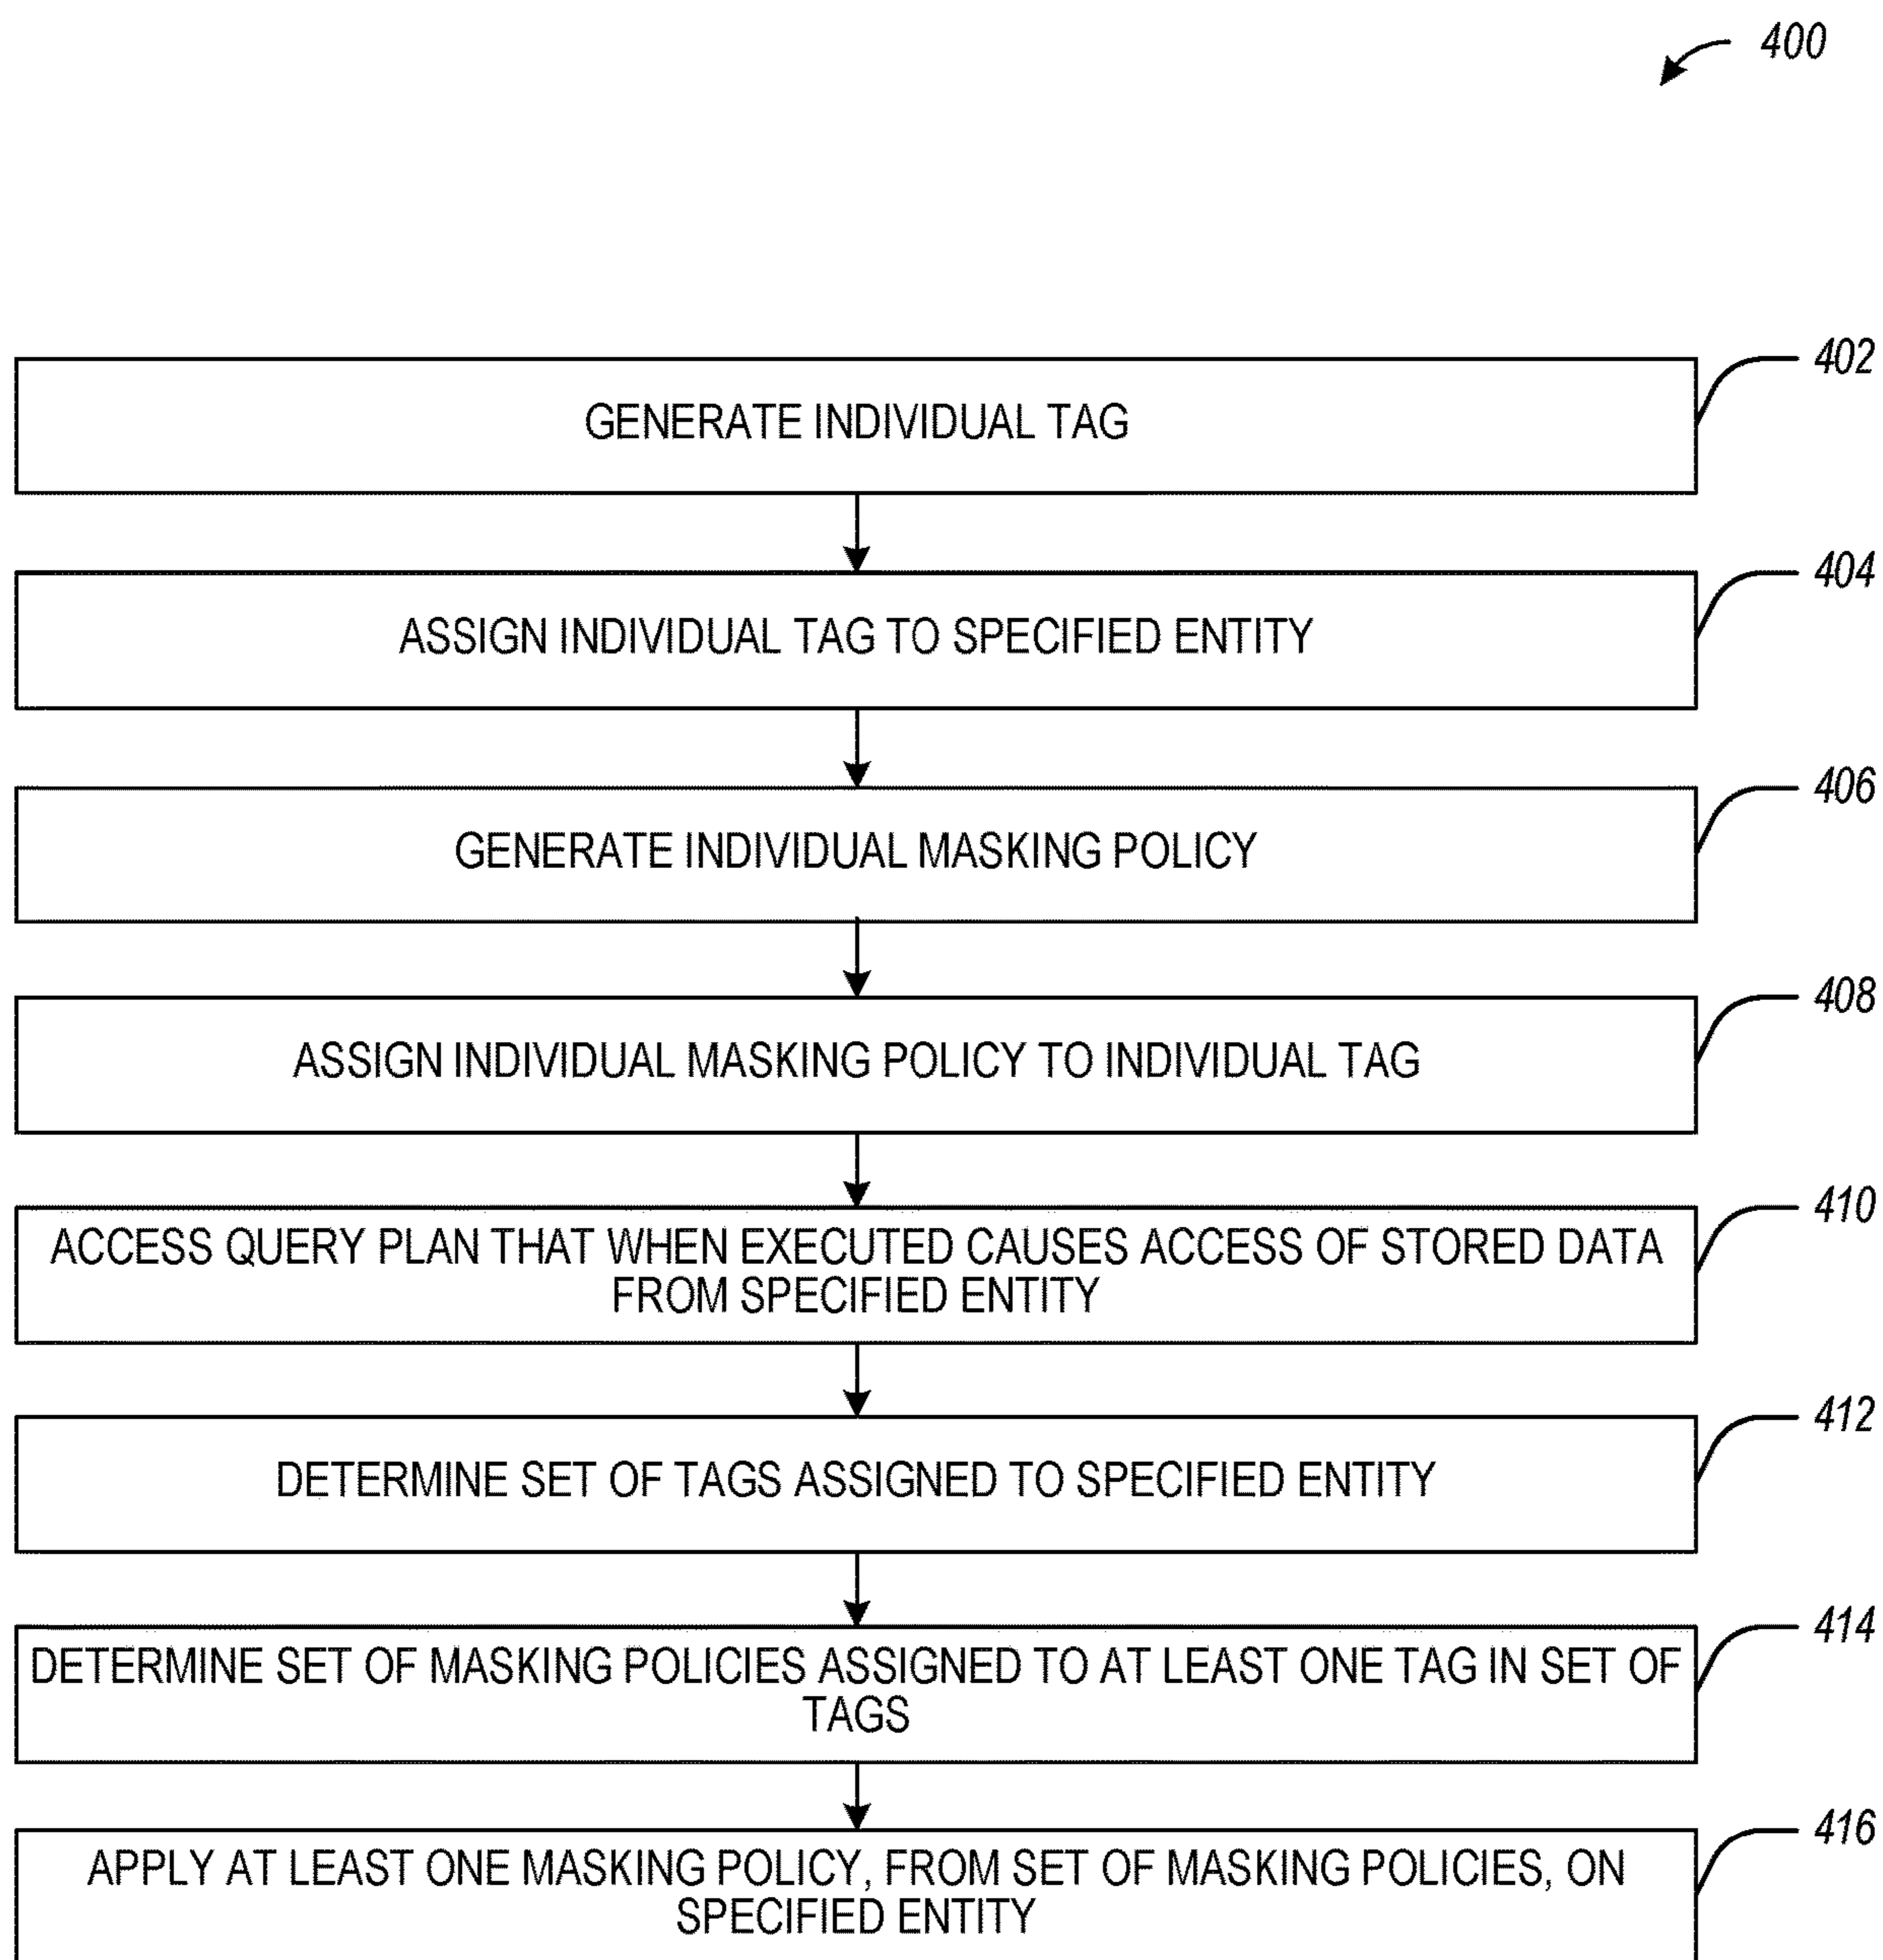 400
402
GENERATE INDIVIDUAL TAG
404
ASSIGN INDIVIDUAL TAG TO SPECIFIED ENTITY
406
GENERATE INDIVIDUAL MASKING POLICY
408
ASSIGN INDIVIDUAL MASKING POLICY TO INDIVIDUAL TAG
410
ACCESS QUERY PLAN THAT WHEN EXECUTED CAUSES ACCESS OF STORED DATA
FROM SPECIFIED ENTITY
412
DETERMINE SET OF TAGS ASSIGNED TO SPECIFIED ENTITY
414
DETERMINE SET OF MASKING POLICIES ASSIGNED TO AT LEAST ONE TAG IN SET OF
TAGS
416
APPLY AT LEAST ONE MASKING POLICY, FROM SET OF MASKING POLICIES, ON
SPECIFIED ENTITY